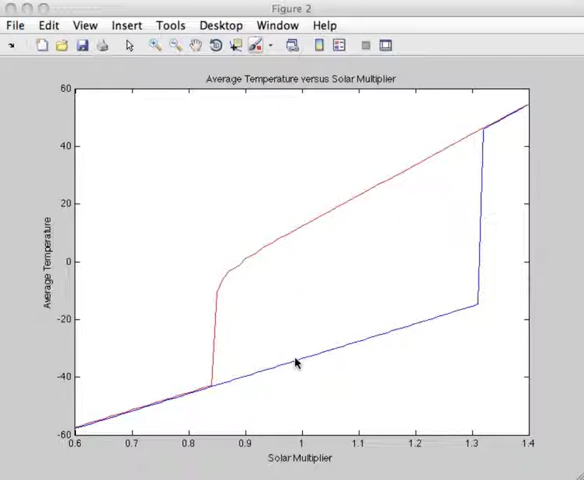 Figure 2
File Edit View Insert Tools Desktop Window Help
Average Temperature versus Solar Multiplier
60
40
20
0
-20
-40
-60
Average Temperature
0.6 0.7 0.8 0.9 1 1.1 1.2 1.3 1.4
Solar Multiplier